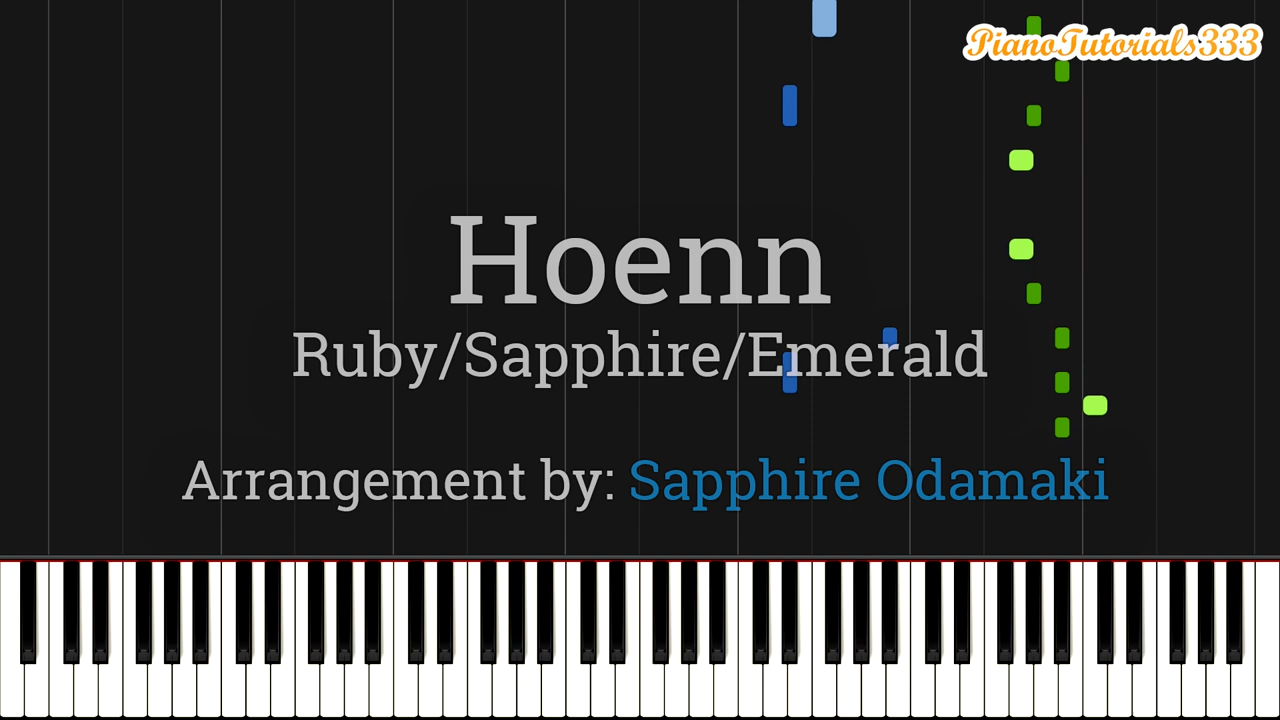 PianoTutorials333
Hoenn
Ruby/Sapphire/Emerald
Arrangement by: Sapphire Odamaki